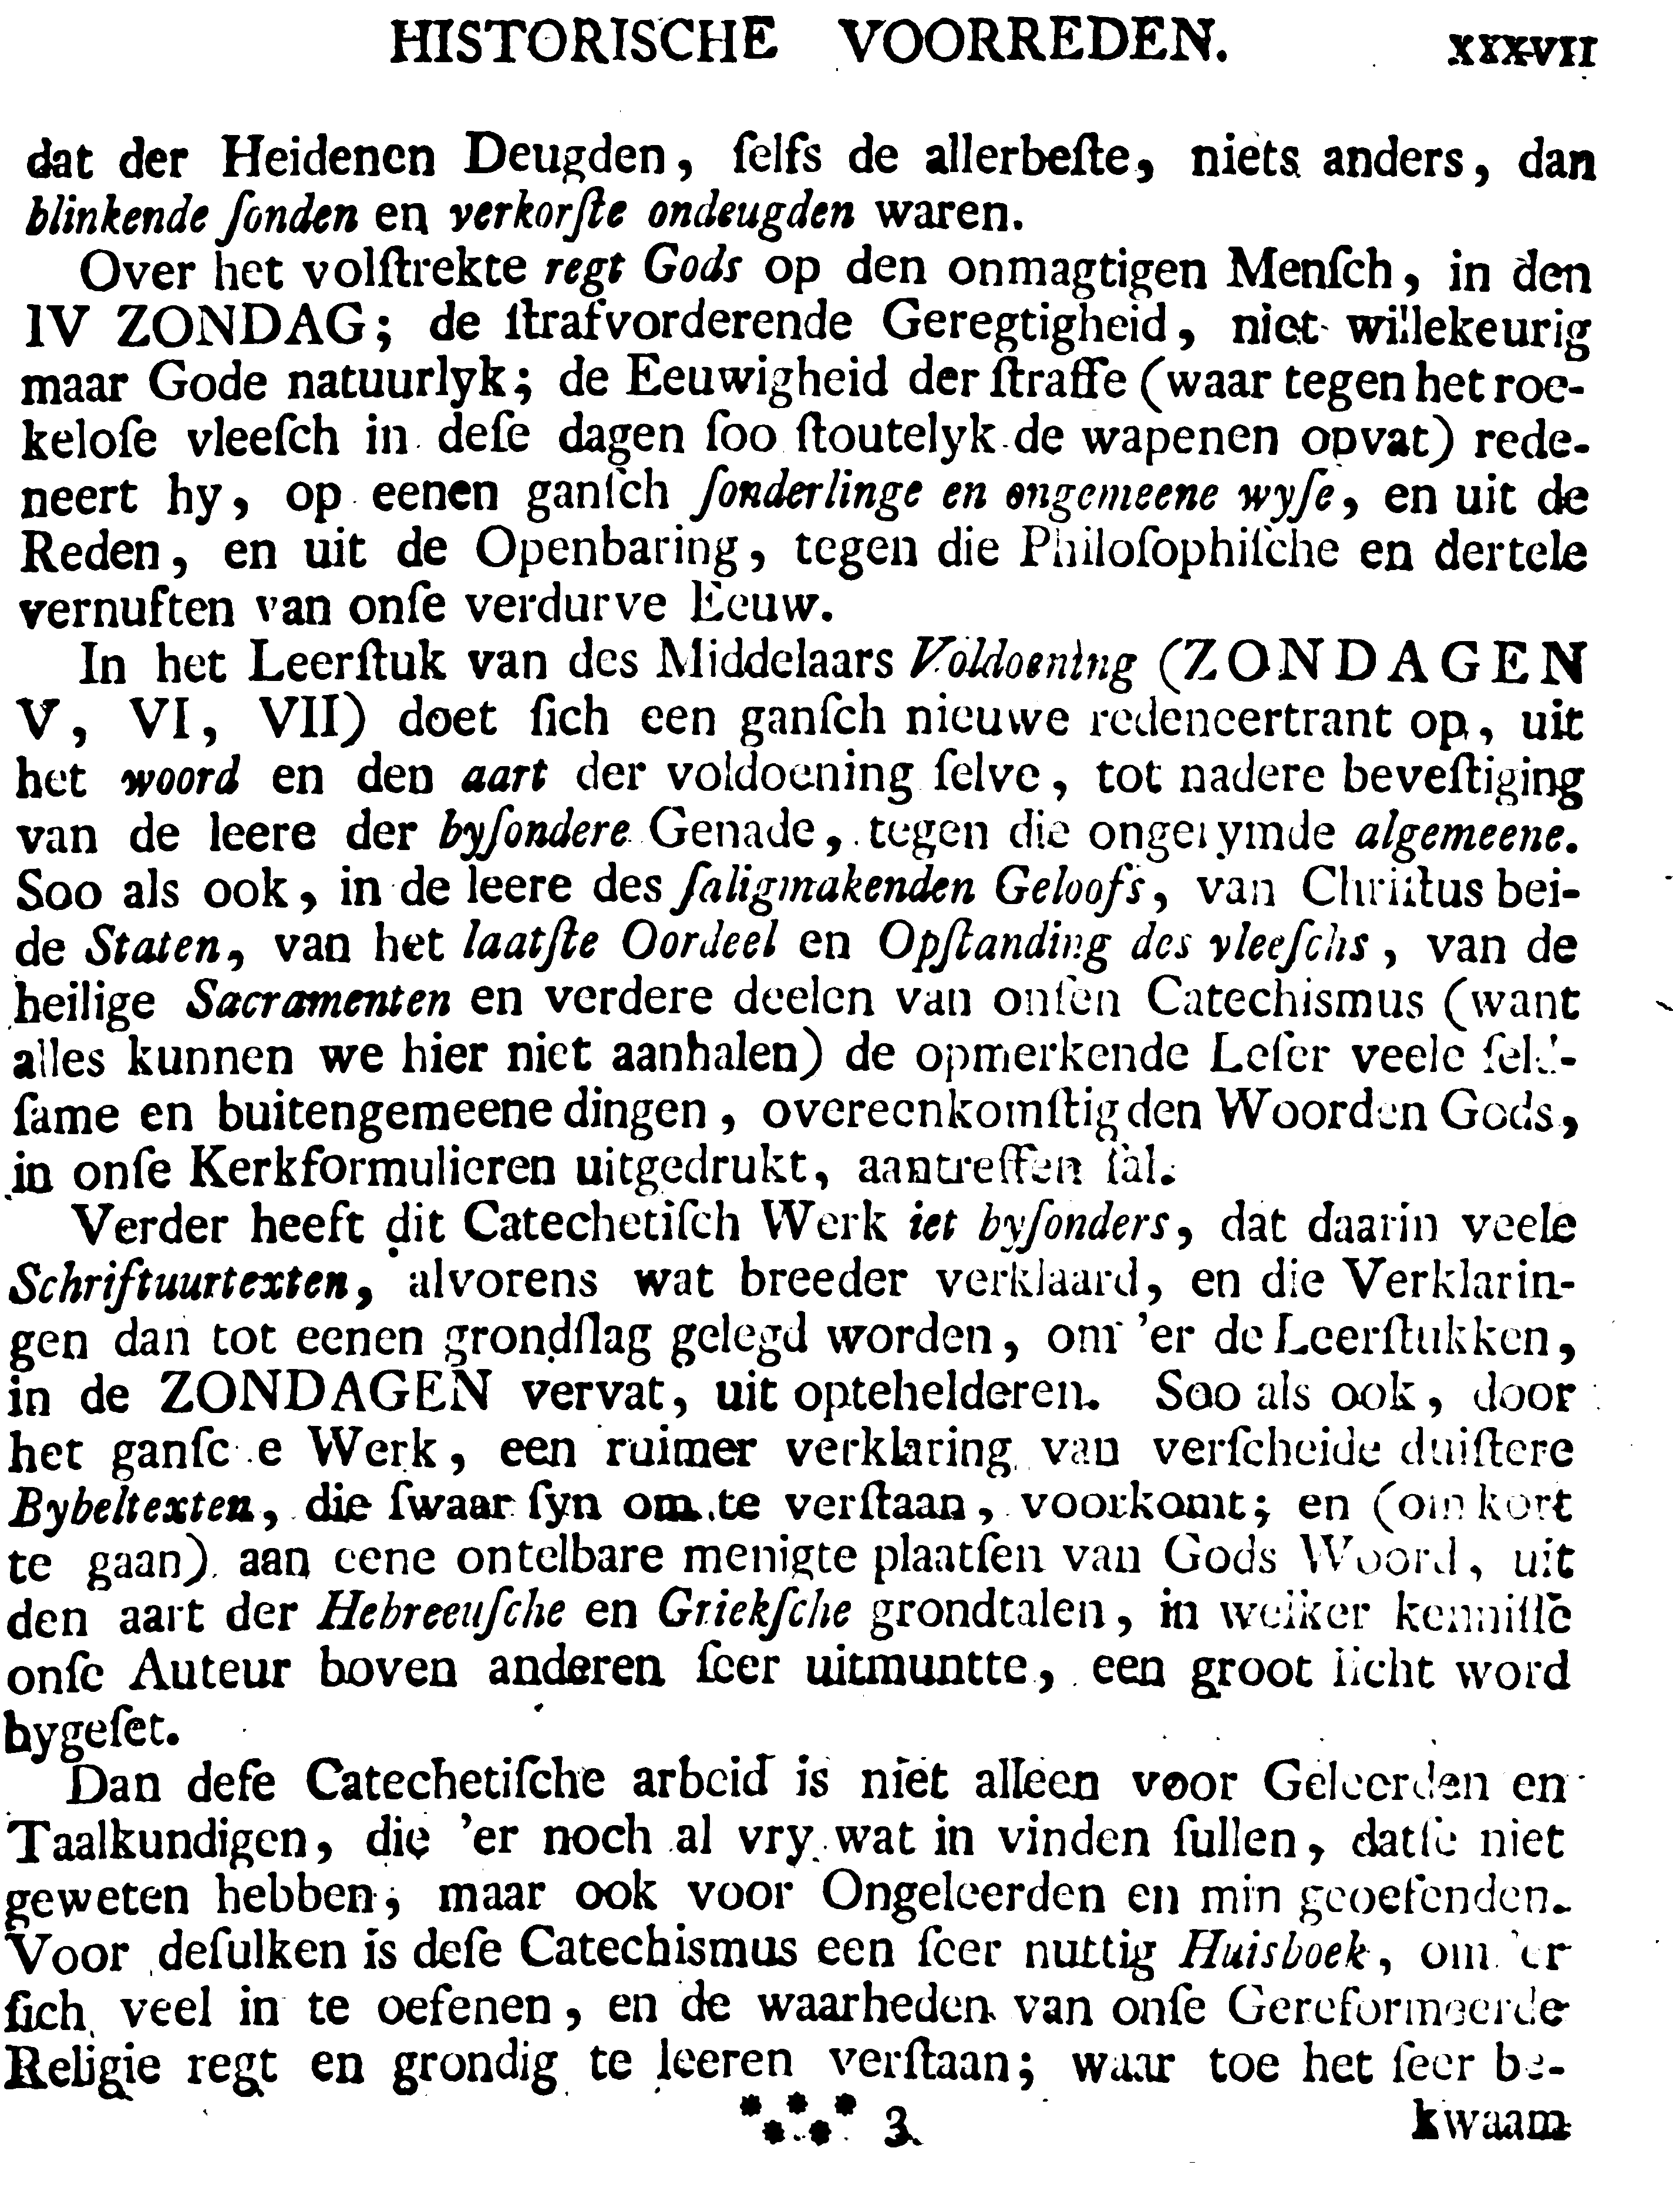 HISTORISCHE VOORREDEN. XXXVII
dat der Heidenen Deugden, ſelfs de allerbeſte, niets anders, dan
blinkende ſonden en verkorſte ondeugden waren.
Over het volſtrekte regt Gods op den onmagtigen Menſch, in den
IV ZONDAG; de ſtrafvorderende Geregtigheid, niet willekeurig
maar Gode natuurlyk; de Eeuwigheid der ſtraffe (waar tegen het roe-
keloſe vleeſch in deſe dagen ſoo ſtoutelyk de wapenen opvat) rede-
neert hy, op eenen ganſch ſonderlinge en ongemeene wyſe, en uit de
Reden, en uit de Openbaring, tegen die Philoſophiſche en dertele
vernuften van onſe verdurve Eeuw.
In het Leerſtuk van des Middelaars Voldoening (ZONDAGEN
V, VI, VII) doet ſich een ganſch nieuwe redeneertrant op, uit
het woord en den aart der voldoening ſelve, tot nadere beveſtiging
van de leere der byſondere Genade, tegen die ongerymde algemeene.
Soo als ook, in de leere des ſaligmakenden Geloofs, van Chriſtus bei-
de Staten, van het laatſte Oordeel en Opſtanding des vleeſchs, van de
heilige Sacramenten en verdere deelen van onſen Catechismus (want
alles kunnen we hier niet aanhalen) de opmerkende Leſer veele ſeld-
ſame en buitengemeene dingen, overeenkomſtig den Woorden Gods,
in onſe Kerkformulieren uitgedrukt, aantreffen ſal.
Verder heeft dit Catechetiſch Werk iet byſonders, dat daarin veele
Schriftuurtexten, alvorens wat breeder verklaard, en die Verklarin-
gen dan tot eenen grondſlag gelegd worden, om 'er de Leerſtukken,
in de ZONDAGEN vervat, uit optehelderen. Soo als ook, door
het ganſche Werk, een ruimer verklaring van verſcheide duiſtere
Bybeltexten, die ſwaar ſyn om te verſtaan, voorkomt; en (om kort
te gaan) aan eene ontelbare menigte plaatſen van Gods Woord, uit
den aart der Hebreeuſche en Griekſche grondtalen, in welker kenniſſe
onſe Auteur boven anderen ſeer uitmuntte, een groot licht word
bygeſet.
Dan deſe Catechetiſche arbeid is niet alleen voor Geleerden en
Taalkundigen, die 'er noch al vry wat in vinden ſullen, datſe niet
geweten hebben; maar ook voor Ongeleerden en min geoefenden.
Voor deſulken is deſe Catechismus een ſeer nuttig Huisboek, om 'er
ſich veel in te oefenen, en de waarheden van onſe Gereformeerde
Religie regt en grondig te leeren verſtaan; waar toe het ſeer be-
***** 3 kwaam